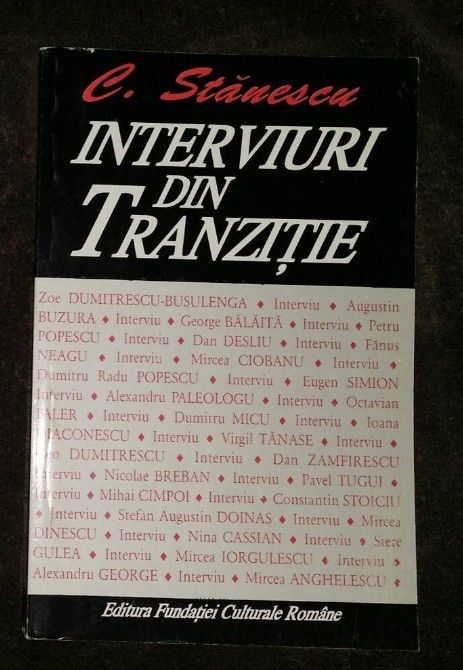 C. Stănescu
INTERVIURI
DIN
TRANZIȚIE
Zoe DUMITRESCU-BUSULENGA ♦ Interviu ♦ Augustin
BUZURA ♦ Interviu ♦ George BĂLĂIȚĂ ♦ Interviu ♦ Petru
POPESCU ♦ Interviu ♦ Dan DESLIU ♦ Interviu ♦ Fănuș
NEAGU ♦ Interviu ♦ Mircea CIOBANU ♦ Interviu ♦
Dumitru Radu POPESCU ♦ Interviu ♦ Eugen SIMION
Interviu ♦ Alexandru PALEOLOGU ♦ Interviu ♦ Octavian
PALER ♦ Interviu ♦ Dumitru MICU ♦ Interviu ♦ Ioana
DIACONESCU ♦ Interviu ♦ Virgil TĂNASE ♦ Interviu ♦
DUMITRESCU ♦ Interviu ♦ Dan ZAMFIRESCU
Interviu ♦ Nicolae BREBAN ♦ Interviu ♦ Pavel ȚUGUI ♦
Interviu ♦ Mihai CIMPOI ♦ Interviu ♦ Constantin STOICIU
♦ Interviu ♦ Stefan Augustin DOINAS ♦ Interviu ♦ Mircea
DINESCU ♦ Interviu ♦ Nina CASSIAN ♦ Interviu ♦ Stere
GULEA ♦ Interviu ♦ Mircea IORGULESCU ♦ Interviu ♦
Alexandru GEORGE ♦ Interviu ♦ Mircea ANGHELESCU ♦
Editura Fundației Culturale Române